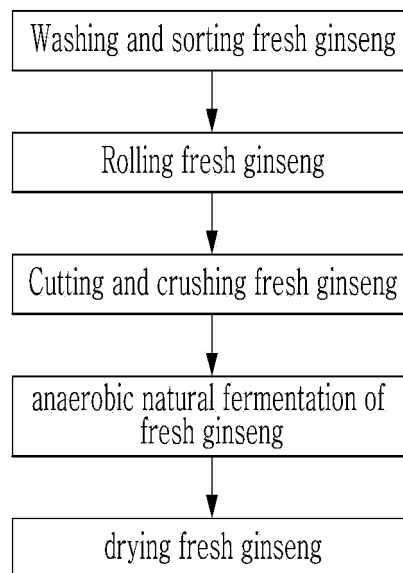 Washing and sorting fresh ginseng
Rolling fresh ginseng
Cutting and crushing fresh ginseng
anaerobic natural fermentation of
fresh ginseng
drying fresh ginseng